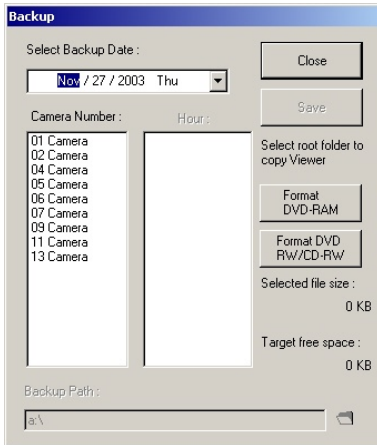 Backup
Select Backup Date :
Nov / 27 / 2003 Thu
Close
Save
Camera Number :
Hour :
01 Camera
02 Camera
04 Camera
05 Camera
06 Camera
07 Camera
09 Camera
11 Camera
13 Camera
Select root folder to
copy Viewer
Format
DVD-RAM
Format DVD
RW/CD-RW
Selected file size :
0 KB
Target free space :
0 KB
Backup Path :
a:\